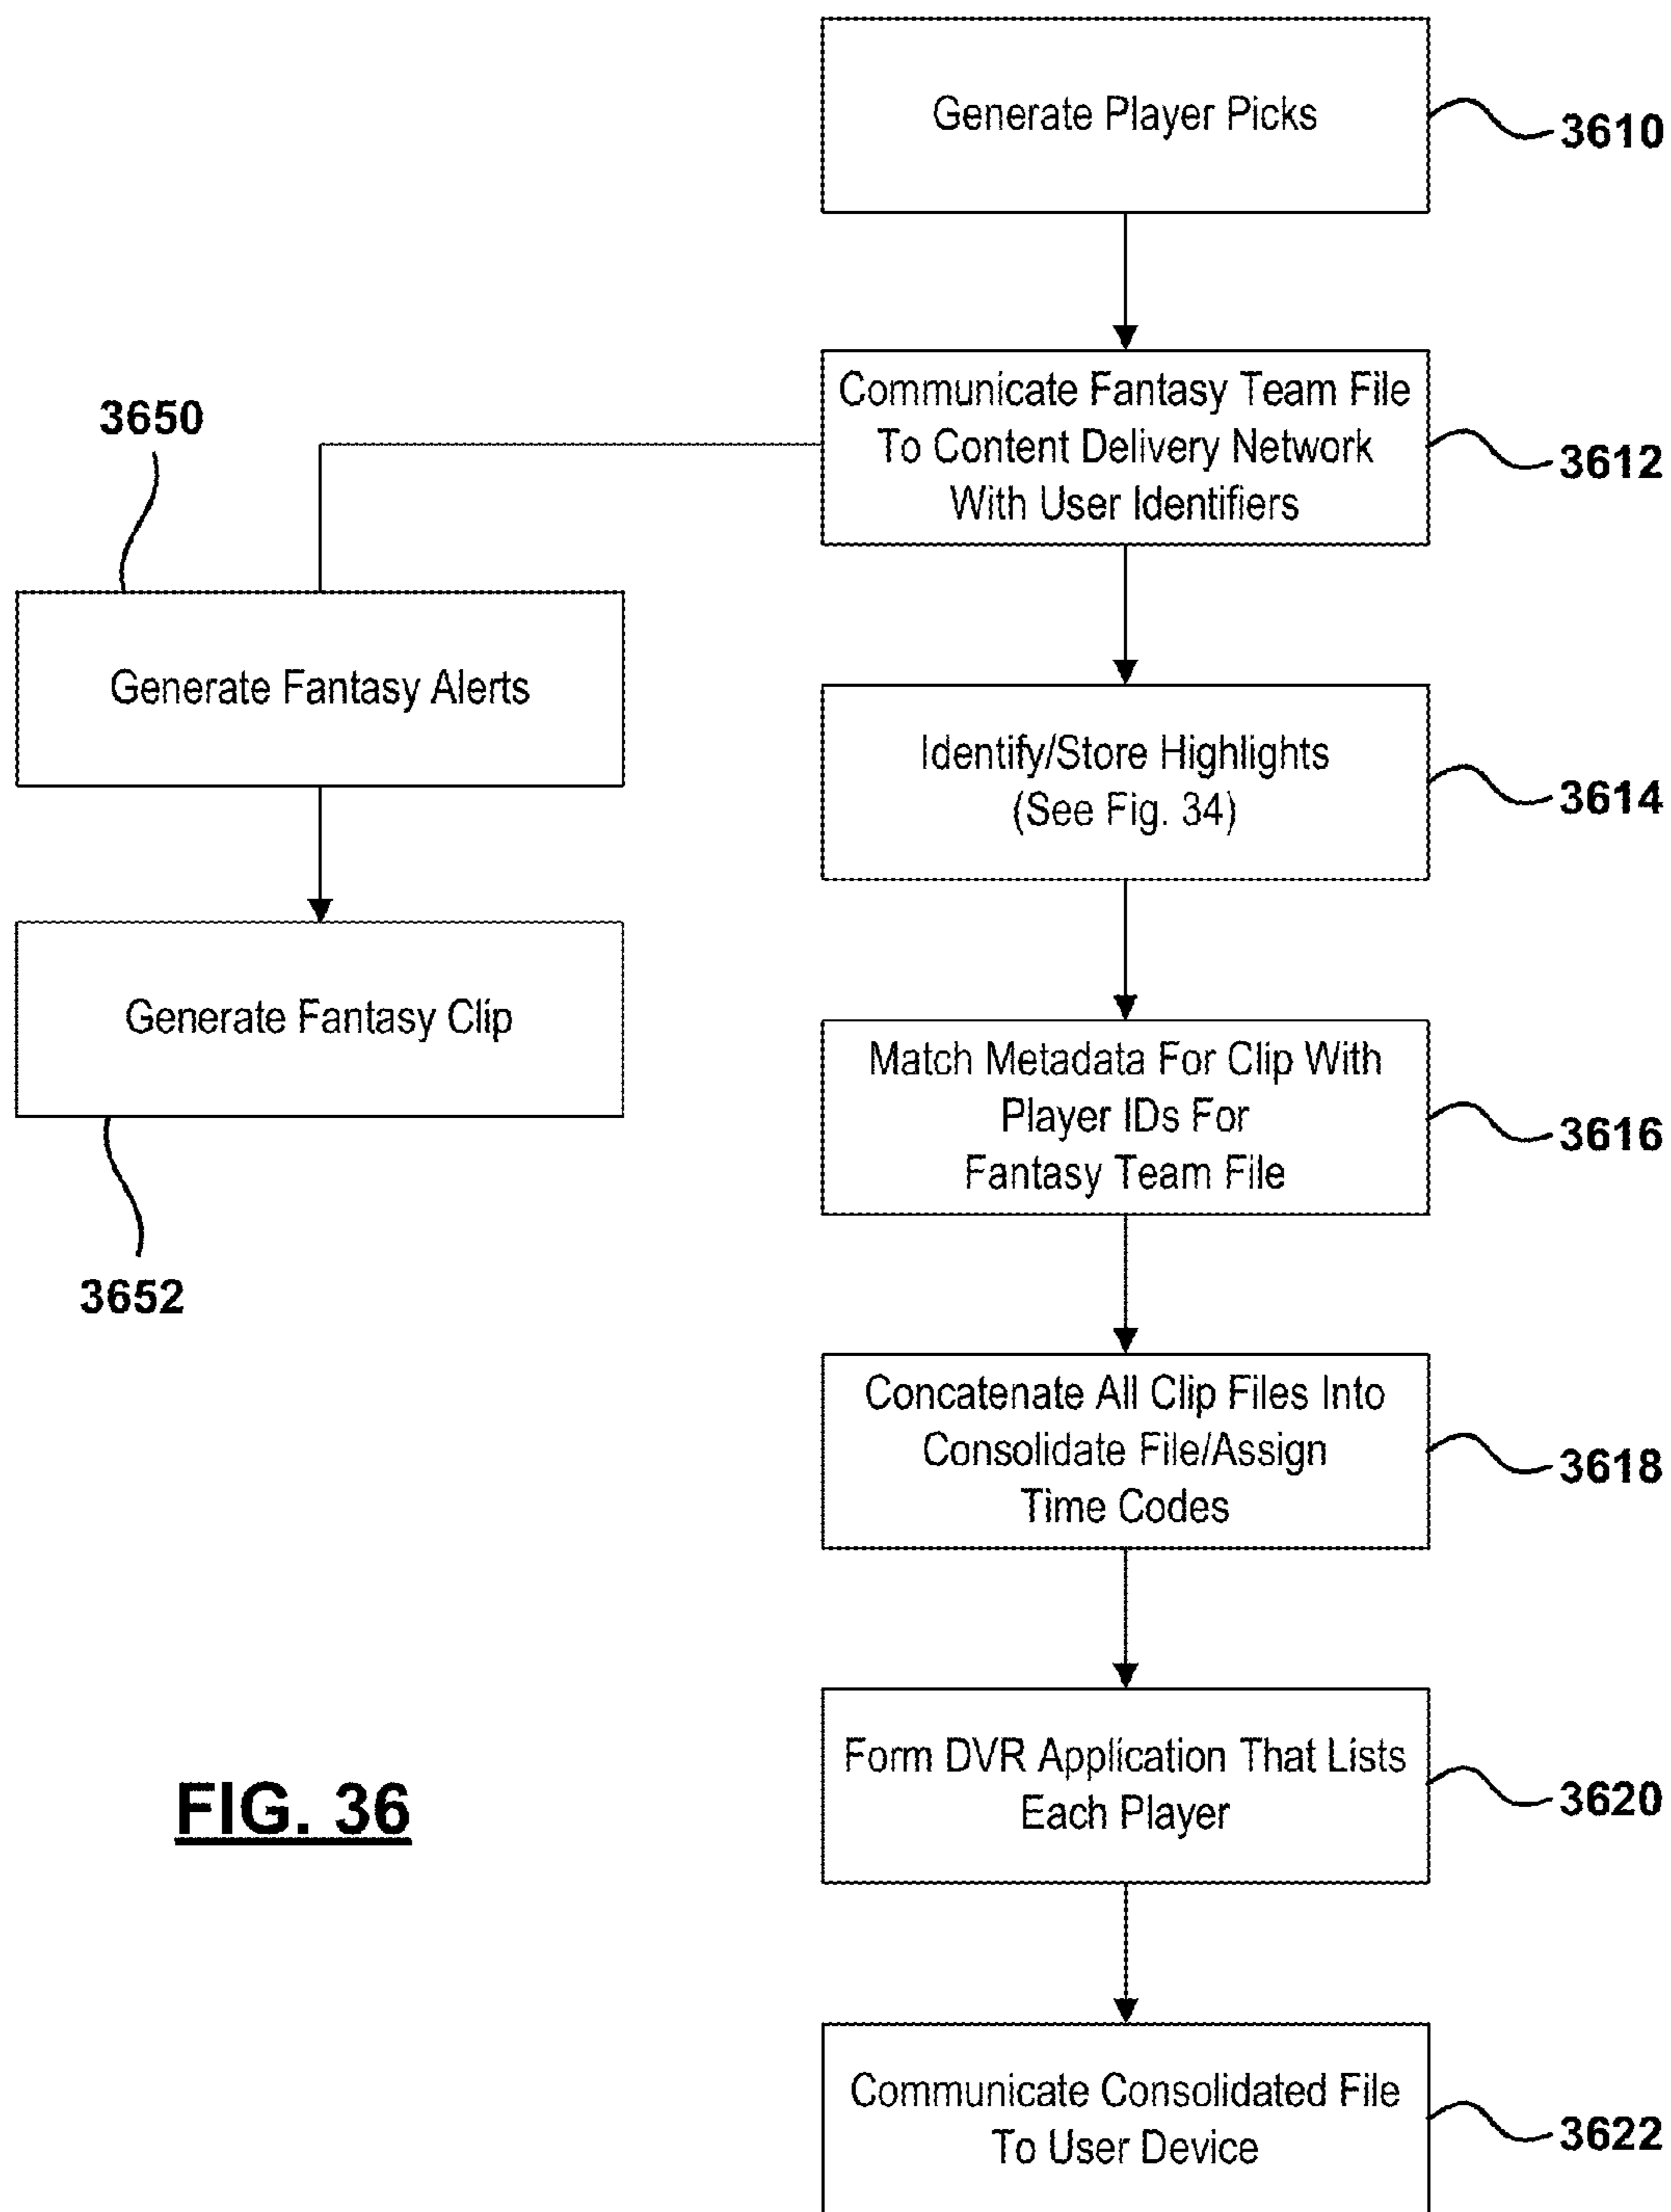 Generate Player Picks
3610
Communicate Fantasy Team File
To Content Delivery Network
With User Identifiers
3612
3650
Generate Fantasy Alerts
Identify/Store Highlights
(See Fig. 34)
3614
Generate Fantasy Clip
3652
Match Metadata For Clip With
Player IDs For
Fantasy Team File
3616
Concatenate All Clip Files Into
Consolidate File/Assign
Time Codes
3618
Form DVR Application That Lists
Each Player
3620
FIG. 36
Communicate Consolidated File
To User Device
3622